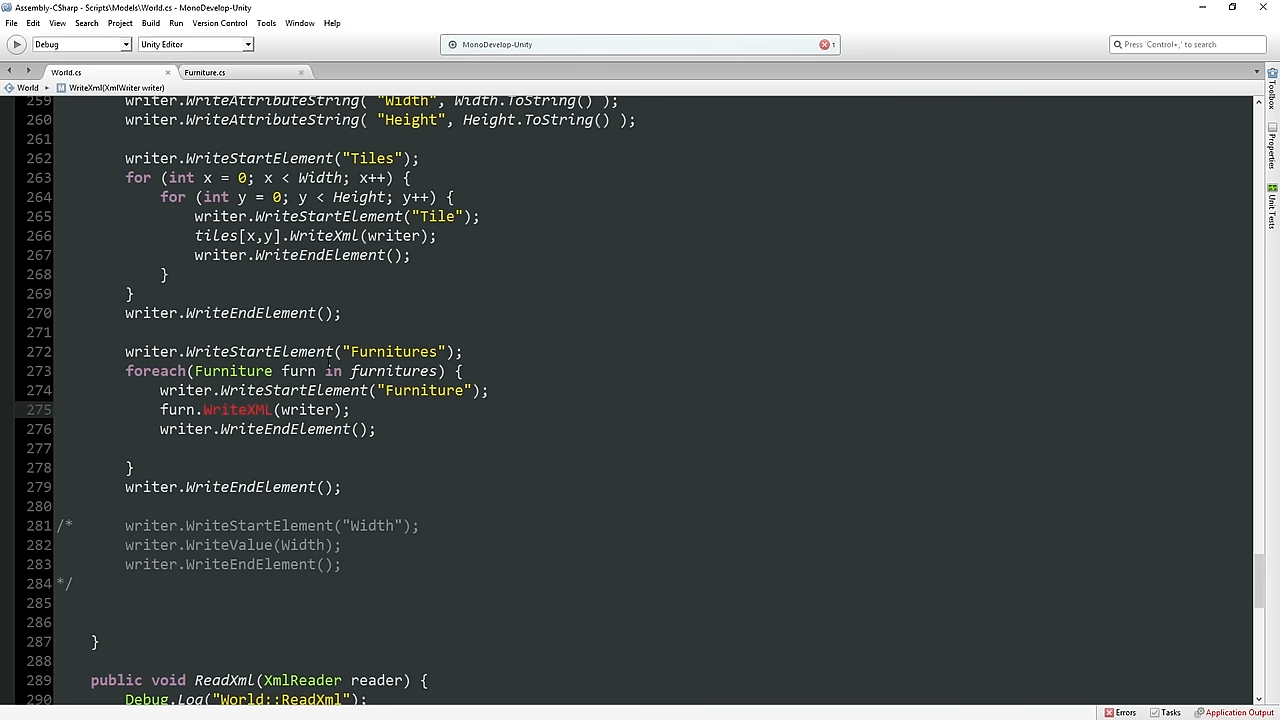 Assembly-CSharp - Scripts\Models\World.cs - MonoDevelop-Unity
File Edit View Search Project Build Run Version Control Tools Window Help
Debug Unity Editor MonoDevelop-Unity 1 Press 'Control+,' to search
World.cs Furniture.cs
World WriteXml(XmlWriter writer)
259 writer.WriteAttributeString( "Width", Width.ToString() );
260 writer.WriteAttributeString( "Height", Height.ToString() );
261
262 writer.WriteStartElement("Tiles");
263 for (int x = 0; x < Width; x++) {
264 for (int y = 0; y < Height; y++) {
265 writer.WriteStartElement("Tile");
266 tiles[x,y].WriteXml(writer);
267 writer.WriteEndElement();
268 }
269 }
270 writer.WriteEndElement();
271
272 writer.WriteStartElement("Furnitures");
273 foreach(Furniture furn in furnitures) {
274 writer.WriteStartElement("Furniture");
275 furn.WriteXML(writer);
276 writer.WriteEndElement();
277
278 }
279 writer.WriteEndElement();
280
281 /* writer.WriteStartElement("Width");
282 writer.WriteValue(Width);
283 writer.WriteEndElement();
284 */
285
286
287 }
288
289 public void ReadXml(XmlReader reader) {
290 Debug.Log("World::ReadXml");
Toolbox
Properties
Unit Tests
Errors Tasks Application Output